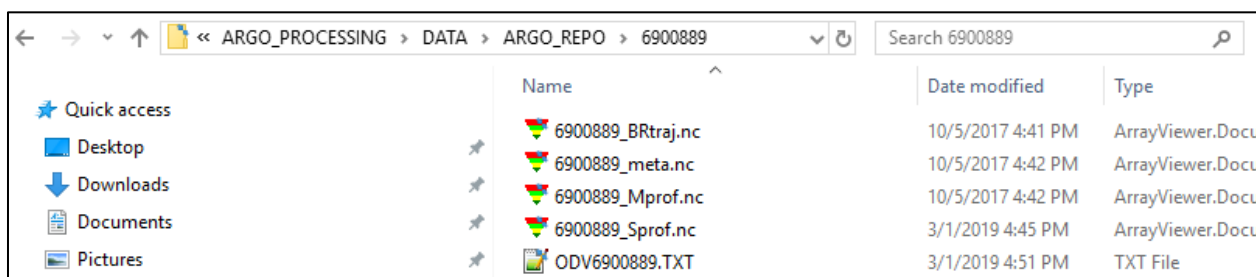 « ARGO_PROCESSING > DATA > ARGO_REPO > 6900889 Search 6900889
Name Date modified Type
Quick access
6900889_BRtraj.nc 10/5/2017 4:41 PM ArrayViewer.Docu
Desktop
6900889_meta.nc 10/5/2017 4:42 PM ArrayViewer.Docu
Downloads
6900889_Mprof.nc 10/5/2017 4:42 PM ArrayViewer.Docu
Documents
6900889_Sprof.nc 3/1/2019 4:45 PM ArrayViewer.Docu
Pictures
ODV6900889.TXT 3/1/2019 4:51 PM TXT File